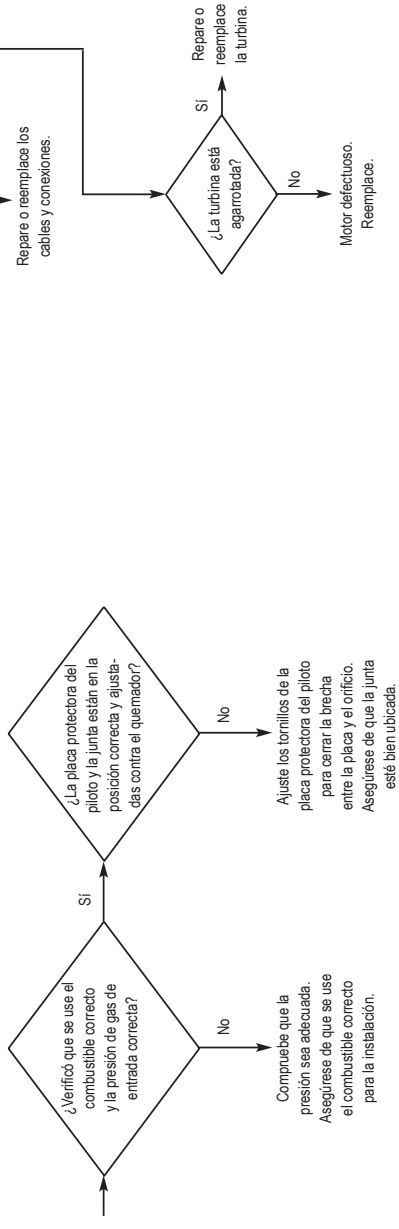 ¿Verificó que se use el
combustible correcto
y la presión de gas de
entrada correcta?
Sí
No
Compruebe que la
presión sea adecuada.
Asegúrese de que se use
el combustible correcto
para la instalación.
¿La placa protectora del
piloto y la junta están en la
posición correcta y ajusta-
das contra el quemador?
No
Ajuste los tornillos de la
placa protectora del piloto
para cerrar la brecha
entre la placa y el orificio.
Asegúrese de que la junta
esté bien ubicada.
Repare o reemplace los
cables y conexiones.
¿La turbina está
agarrotada?
Sí
Repare o
reemplace
la turbina.
No
Motor defectuoso.
Reemplace.